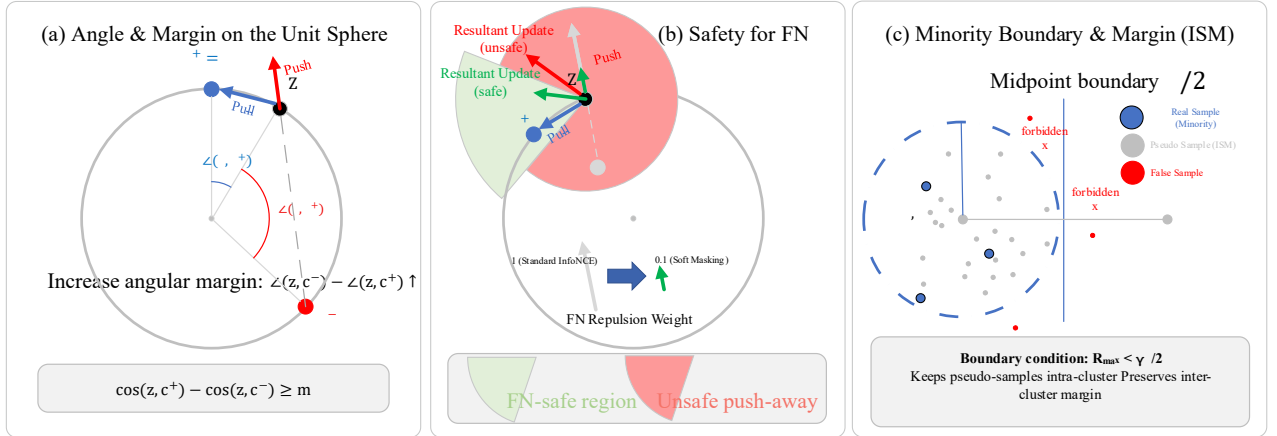 (a) Angle & Margin on the Unit Sphere
+ =
Push
Z
Pull
∠( , ⁺)
∠( , ⁺)
Increase angular margin: ∠(z,c⁻) − ∠(z,c⁺) ↑
−
cos(z,c⁺) − cos(z,c⁻) ≥ m
(b) Safety for FN
Resultant Update
(unsafe)
Push
Resultant Update
(safe)
Z
+
Pull
1 (Standard InfoNCE)
0.1 (Soft Masking)
FN Repulsion Weight
FN-safe region
Unsafe push-away
(c) Minority Boundary & Margin (ISM)
Midpoint boundary /2
forbidden
x
forbidden
x
Real Sample
(Minority)
Pseudo Sample (ISM)
False Sample
,
Boundary condition: Rₘₐₓ < γ /2
Keeps pseudo-samples intra-cluster Preserves inter-
cluster margin